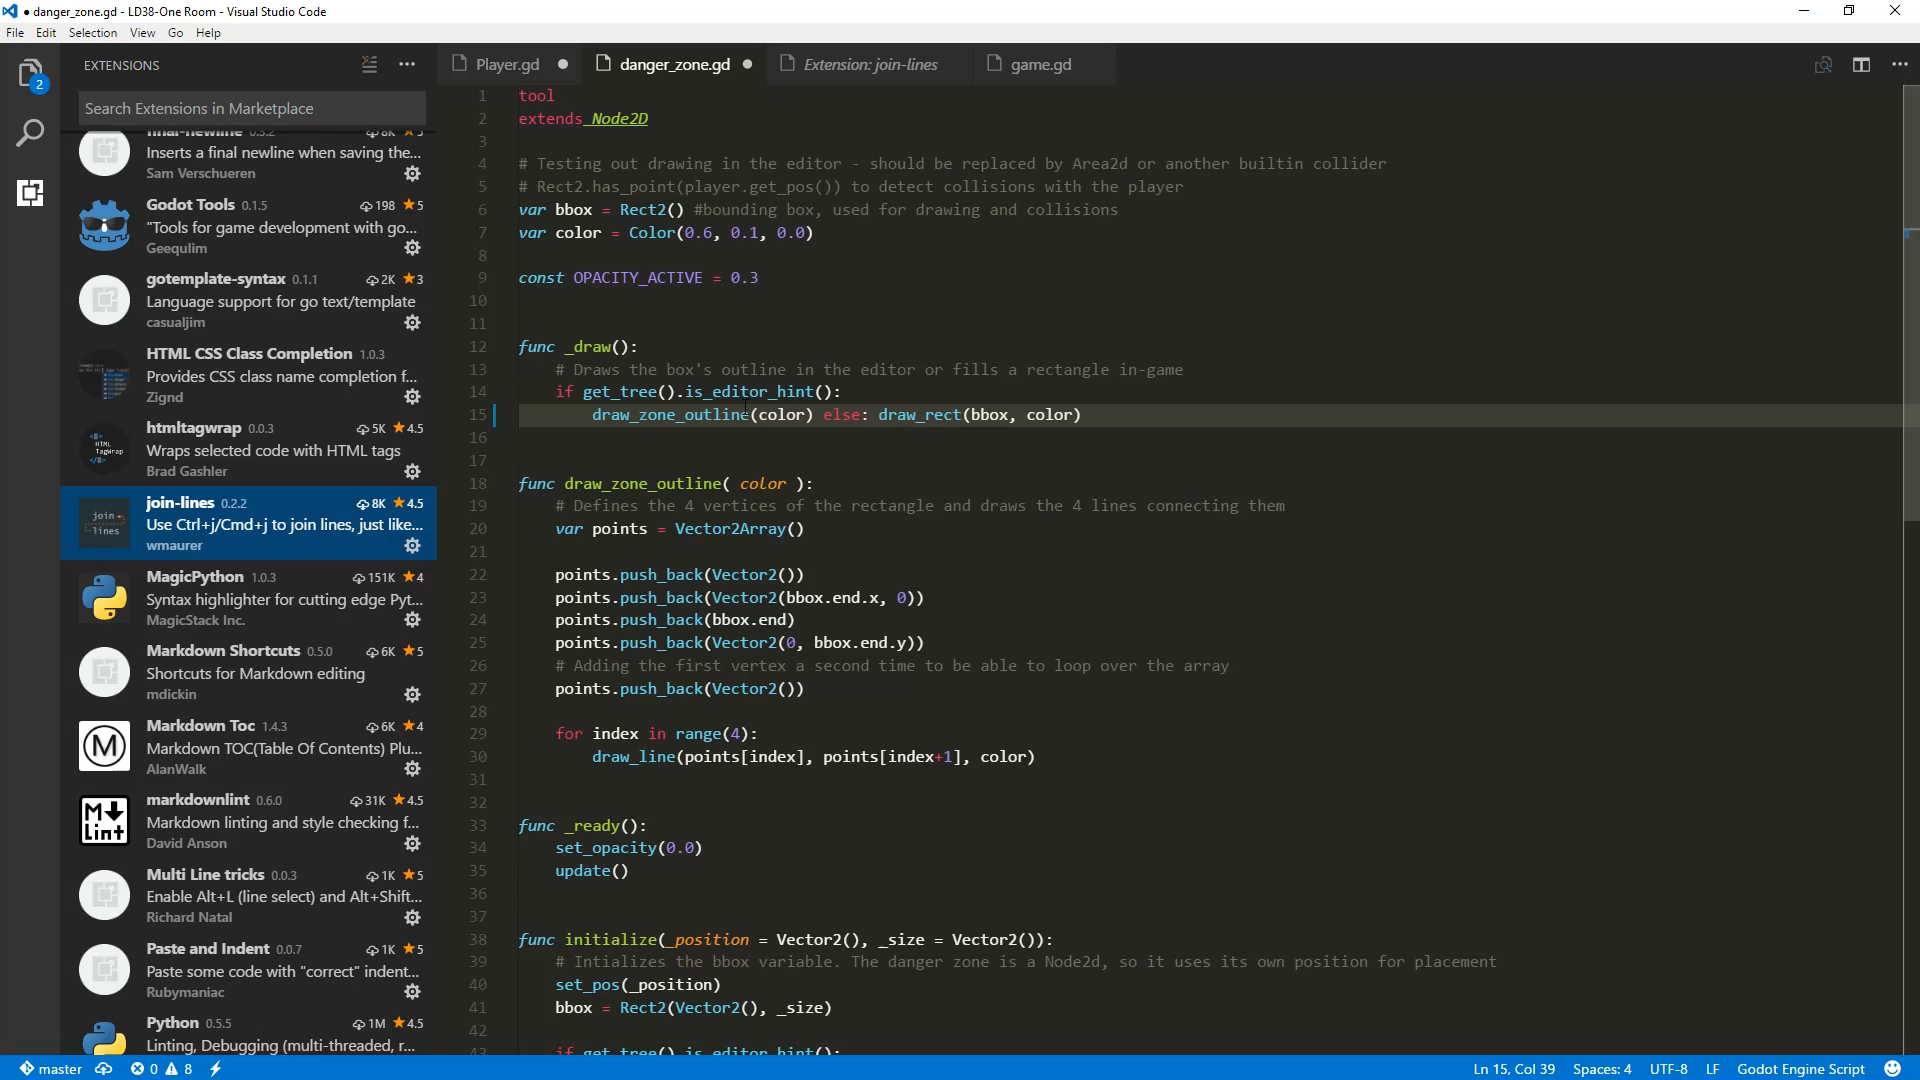 danger_zone.gd - LD38-One Room - Visual Studio Code
File Edit Selection View Go Help
EXTENSIONS
Player.gd
danger_zone.gd
Extension: join-lines
game.gd
2
Search Extensions in Marketplace
final-newline 0.3.2 8K 5
Inserts a final newline when saving the...
Sam Verschueren
Godot Tools 0.1.5 198 5
"Tools for game development with go...
Geequlim
gotemplate-syntax 0.1.1 2K 3
Language support for go text/template
casualjim
HTML CSS Class Completion 1.0.3
Provides CSS class name completion f...
Zignd
htmltagwrap 0.0.3 5K 4.5
Wraps selected code with HTML tags
Brad Gashler
join-lines 0.2.2 8K 4.5
Use Ctrl+j/Cmd+j to join lines, just like...
wmaurer
MagicPython 1.0.3 151K 4
Syntax highlighter for cutting edge Pyt...
MagicStack Inc.
Markdown Shortcuts 0.5.0 6K 5
Shortcuts for Markdown editing
mdickin
Markdown Toc 1.4.3 6K 4
Markdown TOC(Table Of Contents) Plu...
AlanWalk
markdownlint 0.6.0 31K 4.5
Markdown linting and style checking f...
David Anson
Multi Line tricks 0.0.3 1K 5
Enable Alt+L (line select) and Alt+Shift...
Richard Natal
Paste and Indent 0.0.7 1K 5
Paste some code with "correct" indent...
Rubymaniac
Python 0.5.5 1M 4.5
Linting, Debugging (multi-threaded, r...
1 tool
2 extends Node2D
3
4 # Testing out drawing in the editor - should be replaced by Area2d or another builtin collider
5 # Rect2.has_point(player.get_pos()) to detect collisions with the player
6 var bbox = Rect2() #bounding box, used for drawing and collisions
7 var color = Color(0.6, 0.1, 0.0)
8
9 const OPACITY_ACTIVE = 0.3
10
11
12 func _draw():
13 # Draws the box's outline in the editor or fills a rectangle in-game
14 if get_tree().is_editor_hint():
15 draw_zone_outline(color) else: draw_rect(bbox, color)
16
17
18 func draw_zone_outline( color ):
19 # Defines the 4 vertices of the rectangle and draws the 4 lines connecting them
20 var points = Vector2Array()
21
22 points.push_back(Vector2())
23 points.push_back(Vector2(bbox.end.x, 0))
24 points.push_back(bbox.end)
25 points.push_back(Vector2(0, bbox.end.y))
26 # Adding the first vertex a second time to be able to loop over the array
27 points.push_back(Vector2())
28
29 for index in range(4):
30 draw_line(points[index], points[index+1], color)
31
32
33 func _ready():
34 set_opacity(0.0)
35 update()
36
37
38 func initialize(_position = Vector2(), _size = Vector2()):
39 # Intializes the bbox variable. The danger zone is a Node2d, so it uses its own position for placement
40 set_pos(_position)
41 bbox = Rect2(Vector2(), _size)
42
43 if get_tree().is_editor_hint():
master 0 8
Ln 15, Col 39 Spaces: 4 UTF-8 LF Godot Engine Script